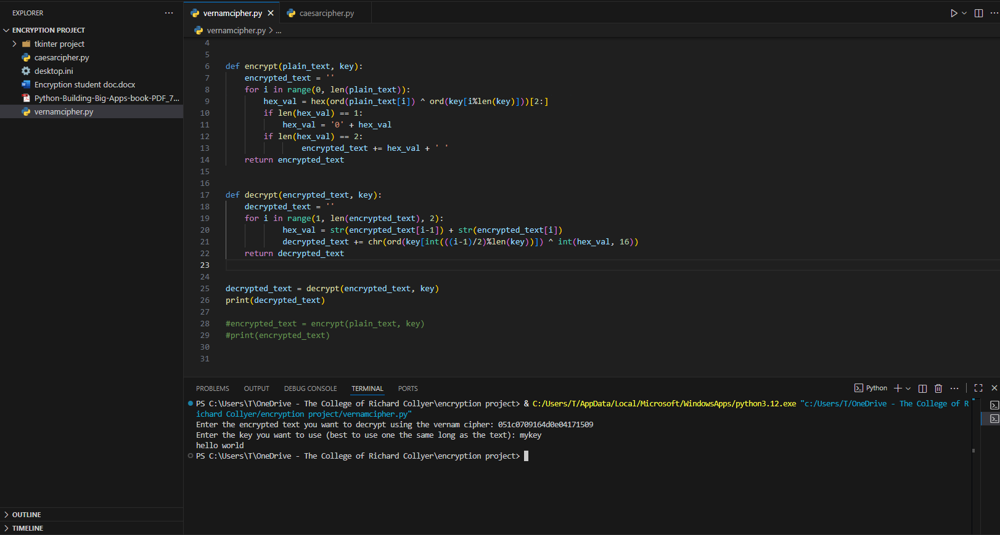 EXPLORER
ENCRYPTION PROJECT
tkinter project
caesarcipher.py
desktop.ini
Encryption student doc.docx
Python-Building-Big-Apps-book-PDF_7...
vernamcipher.py
OUTLINE
TIMELINE
vernamcipher.py
caesarcipher.py
vernamcipher.py > ...
4
5
6 def encrypt(plain_text, key):
7     encrypted_text = ''
8     for i in range(0, len(plain_text)):
9         hex_val = hex(ord(plain_text[i]) ^ ord(key[i%len(key)]))[2:]
10         if len(hex_val) == 1:
11             hex_val = '0' + hex_val
12         if len(hex_val) == 2:
13                 encrypted_text += hex_val + ' '
14     return encrypted_text
15
16
17 def decrypt(encrypted_text, key):
18     decrypted_text = ''
19     for i in range(1, len(encrypted_text), 2):
20             hex_val = str(encrypted_text[i-1]) + str(encrypted_text[i])
21             decrypted_text += chr(ord(key[int(((i-1)/2)%len(key))]) ^ int(hex_val, 16))
22     return decrypted_text
23
24
25 decrypted_text = decrypt(encrypted_text, key)
26 print(decrypted_text)
27
28 #encrypted_text = encrypt(plain_text, key)
29 #print(encrypted_text)
30
31
PROBLEMS OUTPUT DEBUG CONSOLE TERMINAL PORTS
Python
PS C:\Users\T\OneDrive - The College of Richard Collyer\encryption project> & C:/Users/T/AppData/Local/Microsoft/WindowsApps/python3.12.exe "c:/Users/T/OneDrive - The College of R
ichard Collyer/encryption project/vernamcipher.py"
Enter the encrypted text you want to decrypt using the vernam cipher: 051c0709164d0e04171509
Enter the key you want to use (best to use one the same long as the text): mykey
hello world
PS C:\Users\T\OneDrive - The College of Richard Collyer\encryption project>